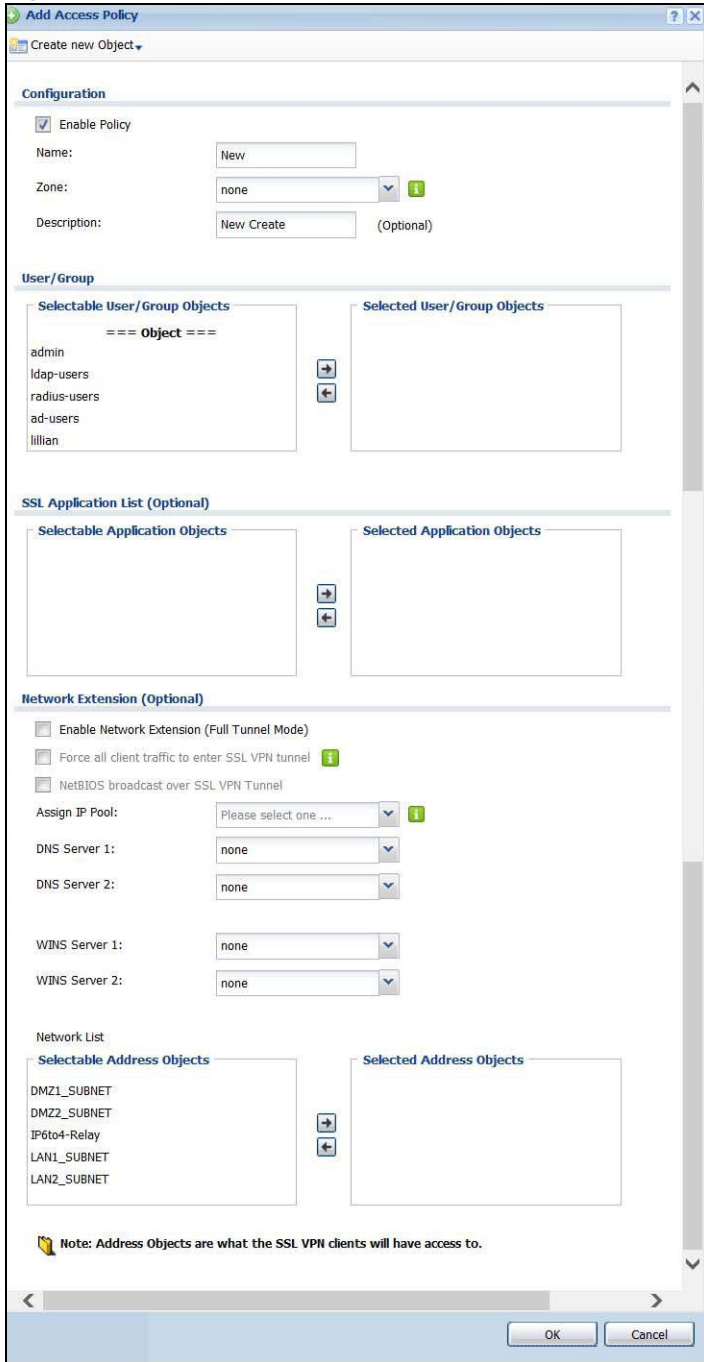 Add Access Policy
Create new Object
Configuration
Enable Policy
Name: New
Zone: none
Description: New Create (Optional)
User/Group
Selectable User/Group Objects
=== Object ===
admin
ldap-users
radius-users
ad-users
lillian
Selected User/Group Objects
SSL Application List (Optional)
Selectable Application Objects
Selected Application Objects
Network Extension (Optional)
Enable Network Extension (Full Tunnel Mode)
Force all client traffic to enter SSL VPN tunnel
NetBIOS broadcast over SSL VPN Tunnel
Assign IP Pool: Please select one ...
DNS Server 1: none
DNS Server 2: none
WINS Server 1: none
WINS Server 2: none
Network List
Selectable Address Objects
DMZ1_SUBNET
DMZ2_SUBNET
IP6to4-Relay
LAN1_SUBNET
LAN2_SUBNET
Selected Address Objects
Note: Address Objects are what the SSL VPN clients will have access to.
OK Cancel